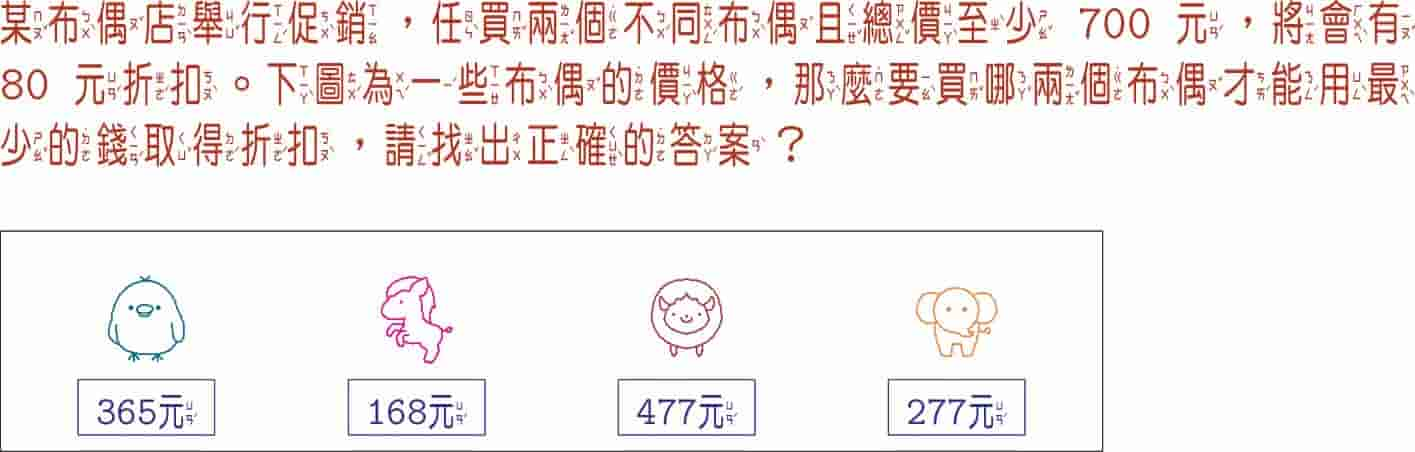 某布偶店舉行促銷，任買兩個不同布偶且總價至少 700 元，將會有
80 元折扣。下圖為一些布偶的價格，那麼要買哪兩個布偶才能用最
少的錢取得折扣，請找出正確的答案？
365元 168元 477元 277元